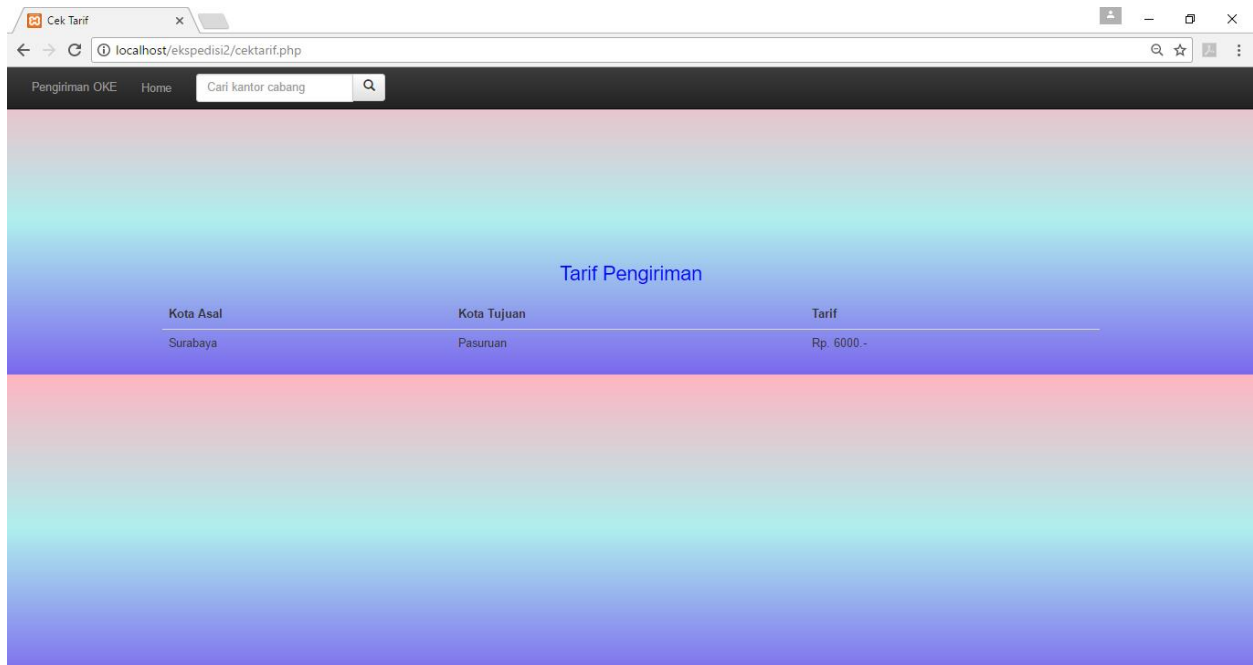 Cek Tarif
localhost/ekspedisi2/cektarif.php
Pengiriman OKE Home Cari kantor cabang
Tarif Pengiriman
Kota Asal Kota Tujuan Tarif
Surabaya Pasuruan Rp. 6000.-